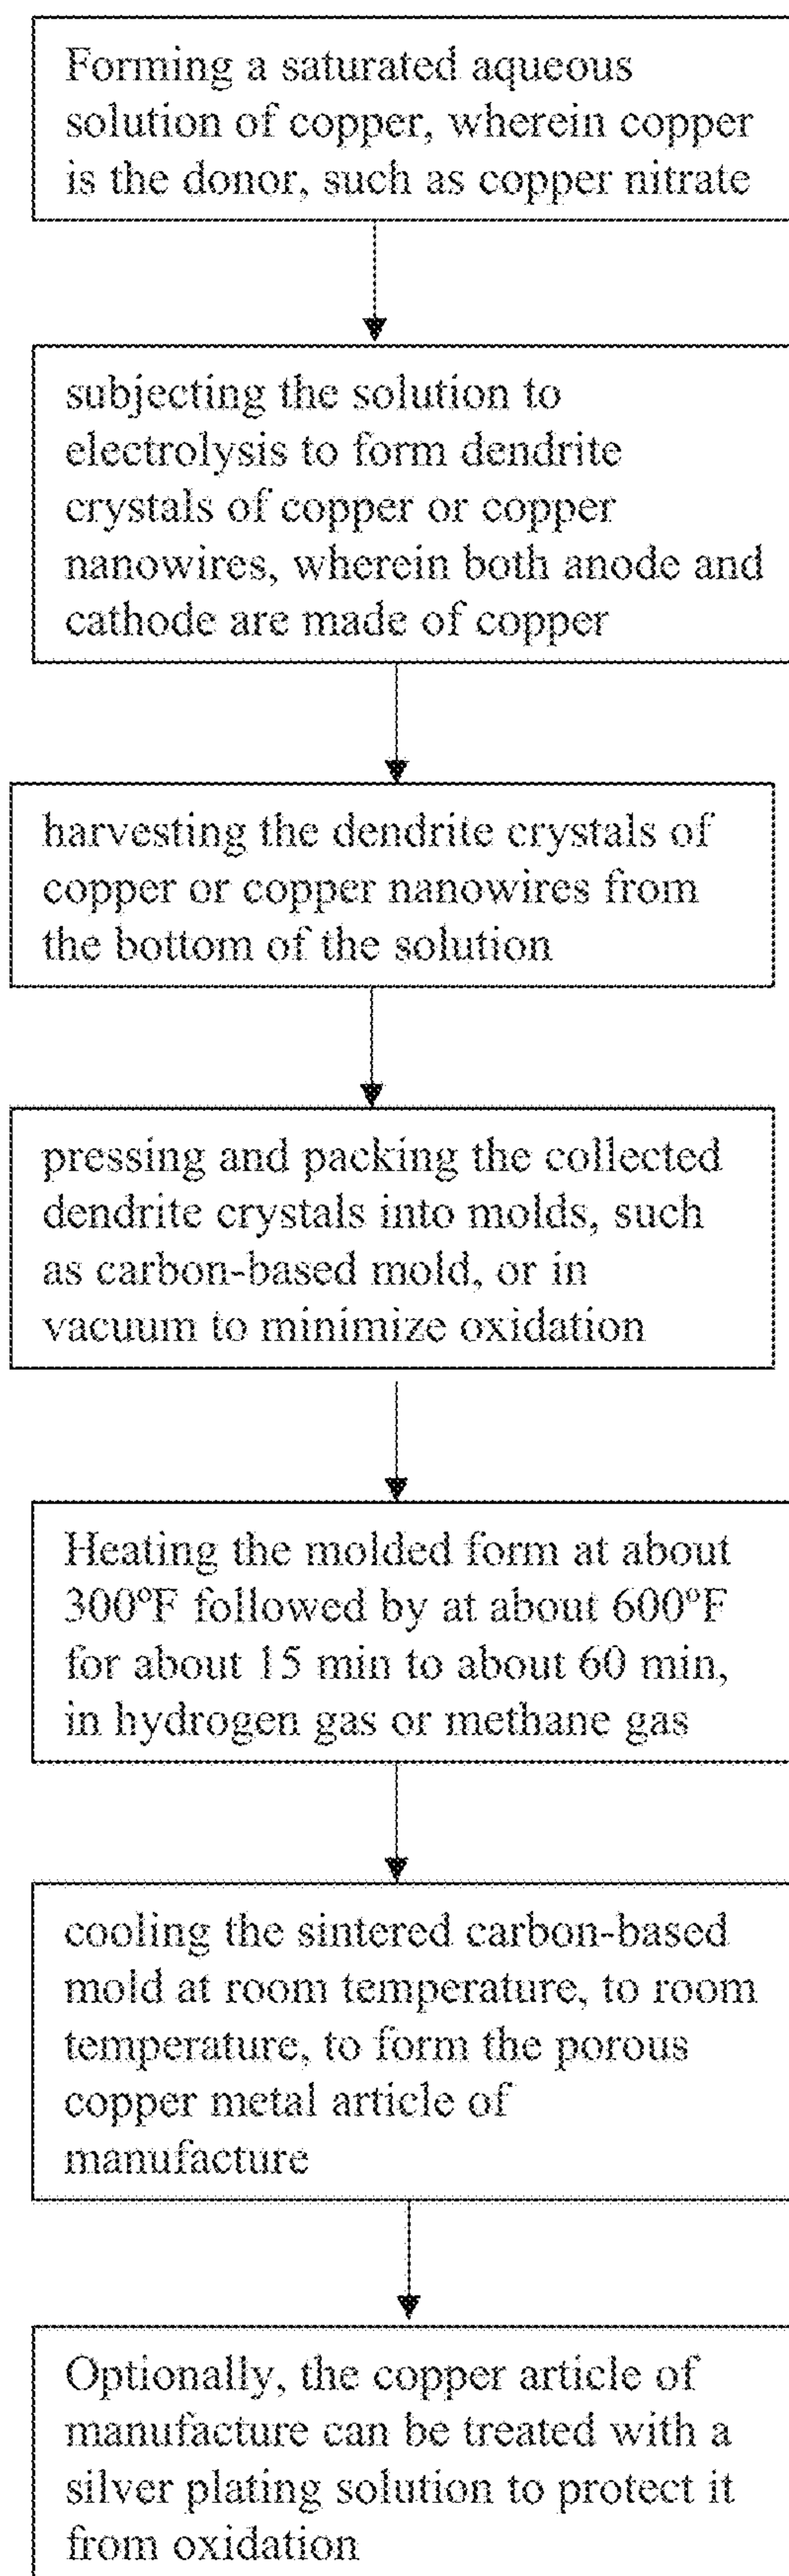 Forming a saturated aqueous
solution of copper, wherein copper
is the donor, such as copper nitrate
subjecting the solution to
electrolysis to form dendrite
crystals of copper or copper
nanowires, wherein both anode and
cathode are made of copper
harvesting the dendrite crystals of
copper or copper nanowires from
the bottom of the solution
pressing and packing the collected
dendrite crystals into molds, such
as carbon-based mold, or in
vacuum to minimize oxidation
Heating the molded form at about
300ºF followed by at about 600ºF
for about 15 min to about 60 min,
in hydrogen gas or methane gas
cooling the sintered carbon-based
mold at room temperature, to room
temperature, to form the porous
copper metal article of
manufacture
Optionally, the copper article of
manufacture can be treated with a
silver plating solution to protect it
from oxidation